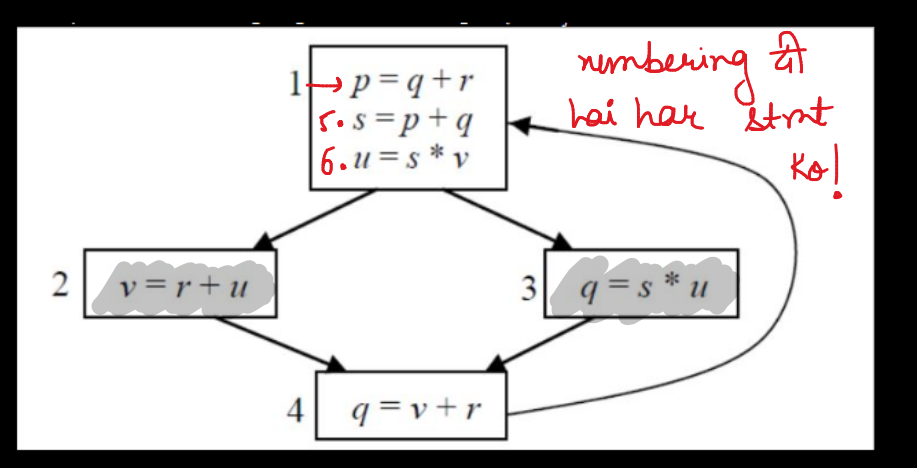 1→ p = q + r
5. s = p + q
6. u = s * v
numbering दी
hai har stmt
ko!
2 v = r + u
3 q = s * u
4 q = v + r